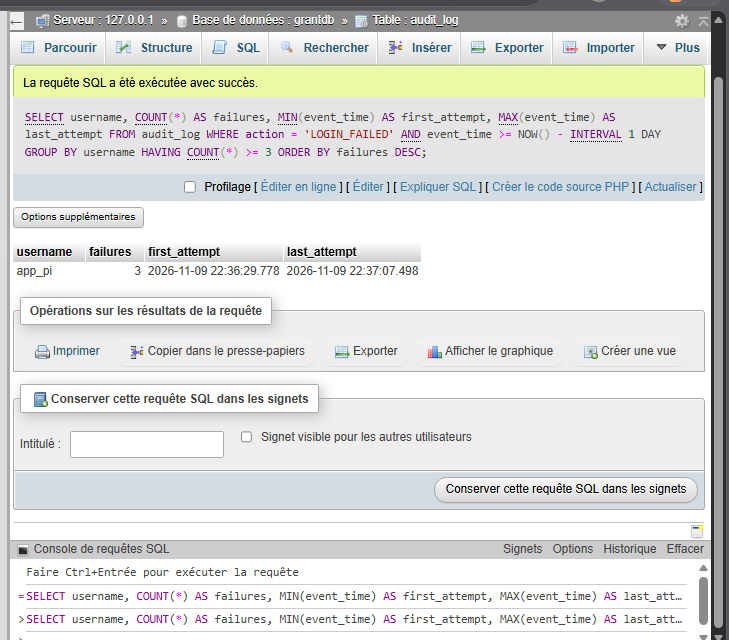 Serveur : 127.0.0.1 » Base de données : grantdb » Table : audit_log
Parcourir Structure SQL Rechercher Insérer Exporter Importer Plus
La requête SQL a été exécutée avec succès.
SELECT username, COUNT(*) AS failures, MIN(event_time) AS first_attempt, MAX(event_time) AS
last_attempt FROM audit_log WHERE action = 'LOGIN_FAILED' AND event_time >= NOW() - INTERVAL 1 DAY
GROUP BY username HAVING COUNT(*) >= 3 ORDER BY failures DESC;
Profilage [ Éditer en ligne ] [ Éditer ] [ Expliquer SQL ] [ Créer le code source PHP ] [ Actualiser ]
Options supplémentaires
username failures first_attempt last_attempt
app_pi 3 2026-11-09 22:36:29.778 2026-11-09 22:37:07.498
Opérations sur les résultats de la requête
Imprimer Copier dans le presse-papiers Exporter Afficher le graphique Créer une vue
Conserver cette requête SQL dans les signets
Intitulé : Signet visible pour les autres utilisateurs
Conserver cette requête SQL dans les signets
Console de requêtes SQL Signets Options Historique Effacer
Faire Ctrl+Entrée pour exécuter la requête
=SELECT username, COUNT(*) AS failures, MIN(event_time) AS first_attempt, MAX(event_time) AS last_att…
>SELECT username, COUNT(*) AS failures, MIN(event_time) AS first_attempt, MAX(event_time) AS last_att…